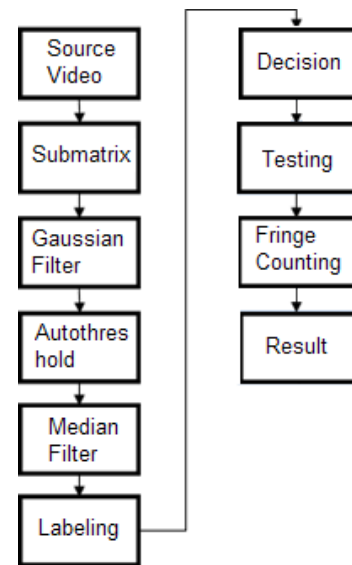 Source
Video
Submatrix
Gaussian
Filter
Autothres
hold
Median
Filter
Labeling
Decision
Testing
Fringe
Counting
Result